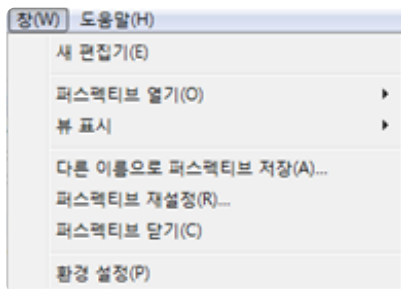 창(W) 도움말(H)
새 편집기(E)
퍼스펙티브 열기(O)
뷰 표시
다른 이름으로 퍼스펙티브 저장(A)...
퍼스펙티브 재설정(R)...
퍼스펙티브 닫기(C)
환경 설정(P)